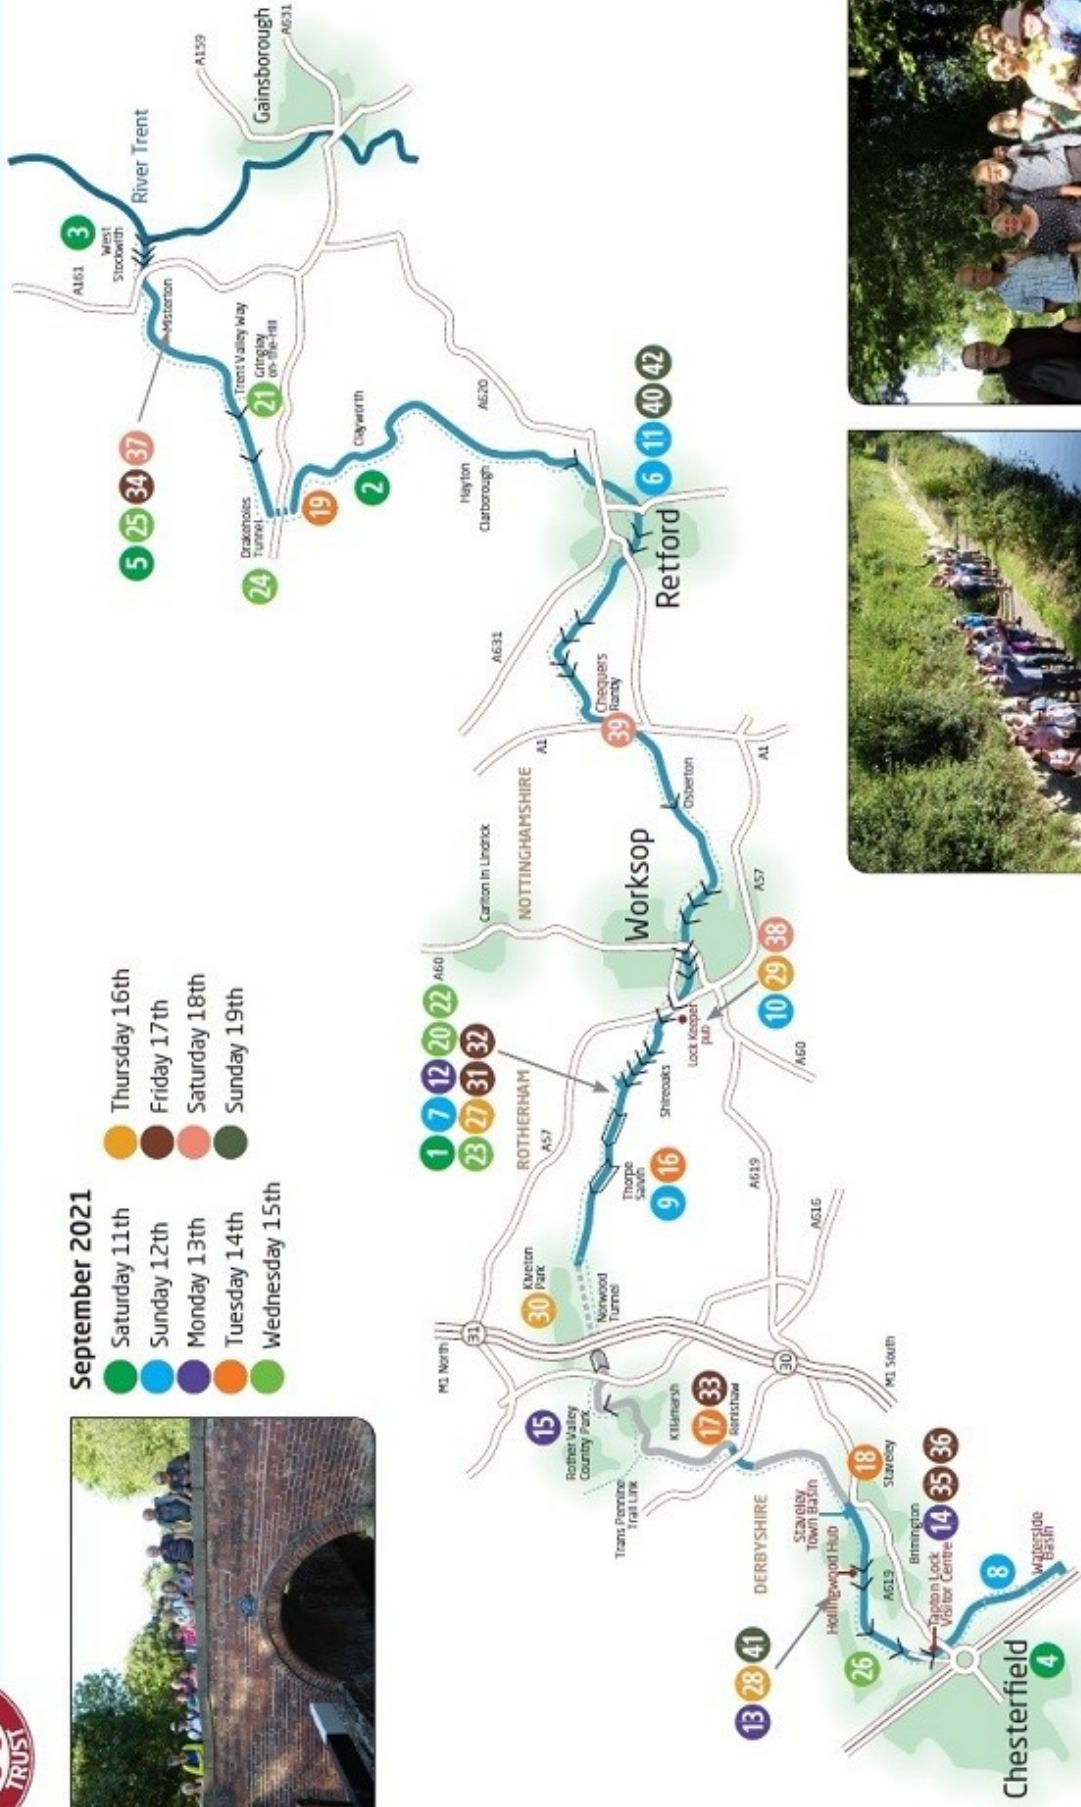 TRUST
September 2021
Saturday 11th
Sunday 12th
Monday 13th
Tuesday 14th
Wednesday 15th
Thursday 16th
Friday 17th
Saturday 18th
Sunday 19th
A159
Gainsborough
A631
River Trent
3
West
Stockwith
A161
Misterton
5 25 34 37
Trent Valley Way
21
Gringley
on-the-Hill
Drakeholes
Tunnel
24
19
Clayworth
2
A620
Hayton
Clarborough
6 11 40 42
Retford
A631
Chequers
Ranby
39
A1
A1
Osberton
NOTTINGHAMSHIRE
Carlton in Lindrick
Worksop
A60
A57
10 29 38
Lock Keeper
pub
A60
1 7 12 20 22
23 27 31 32
ROTHERHAM
A57
Shireoaks
Thorpe
Salvin
9 16
A619
A616
Kiveton
Park
30
Norwood
Tunnel
31
M1 North
30
M1 South
15
Rother Valley
Country Park
Killamarsh
17 33
Renishaw
Trans Pennine
Trail Link
DERBYSHIRE
Staveley
Town Basin
18
Staveley
Hollingwood Hub
13 28 41
Brimington
A619
Tapton Lock
Visitor Centre
14 35 36
26
8
Waterside
Basin
Chesterfield
4